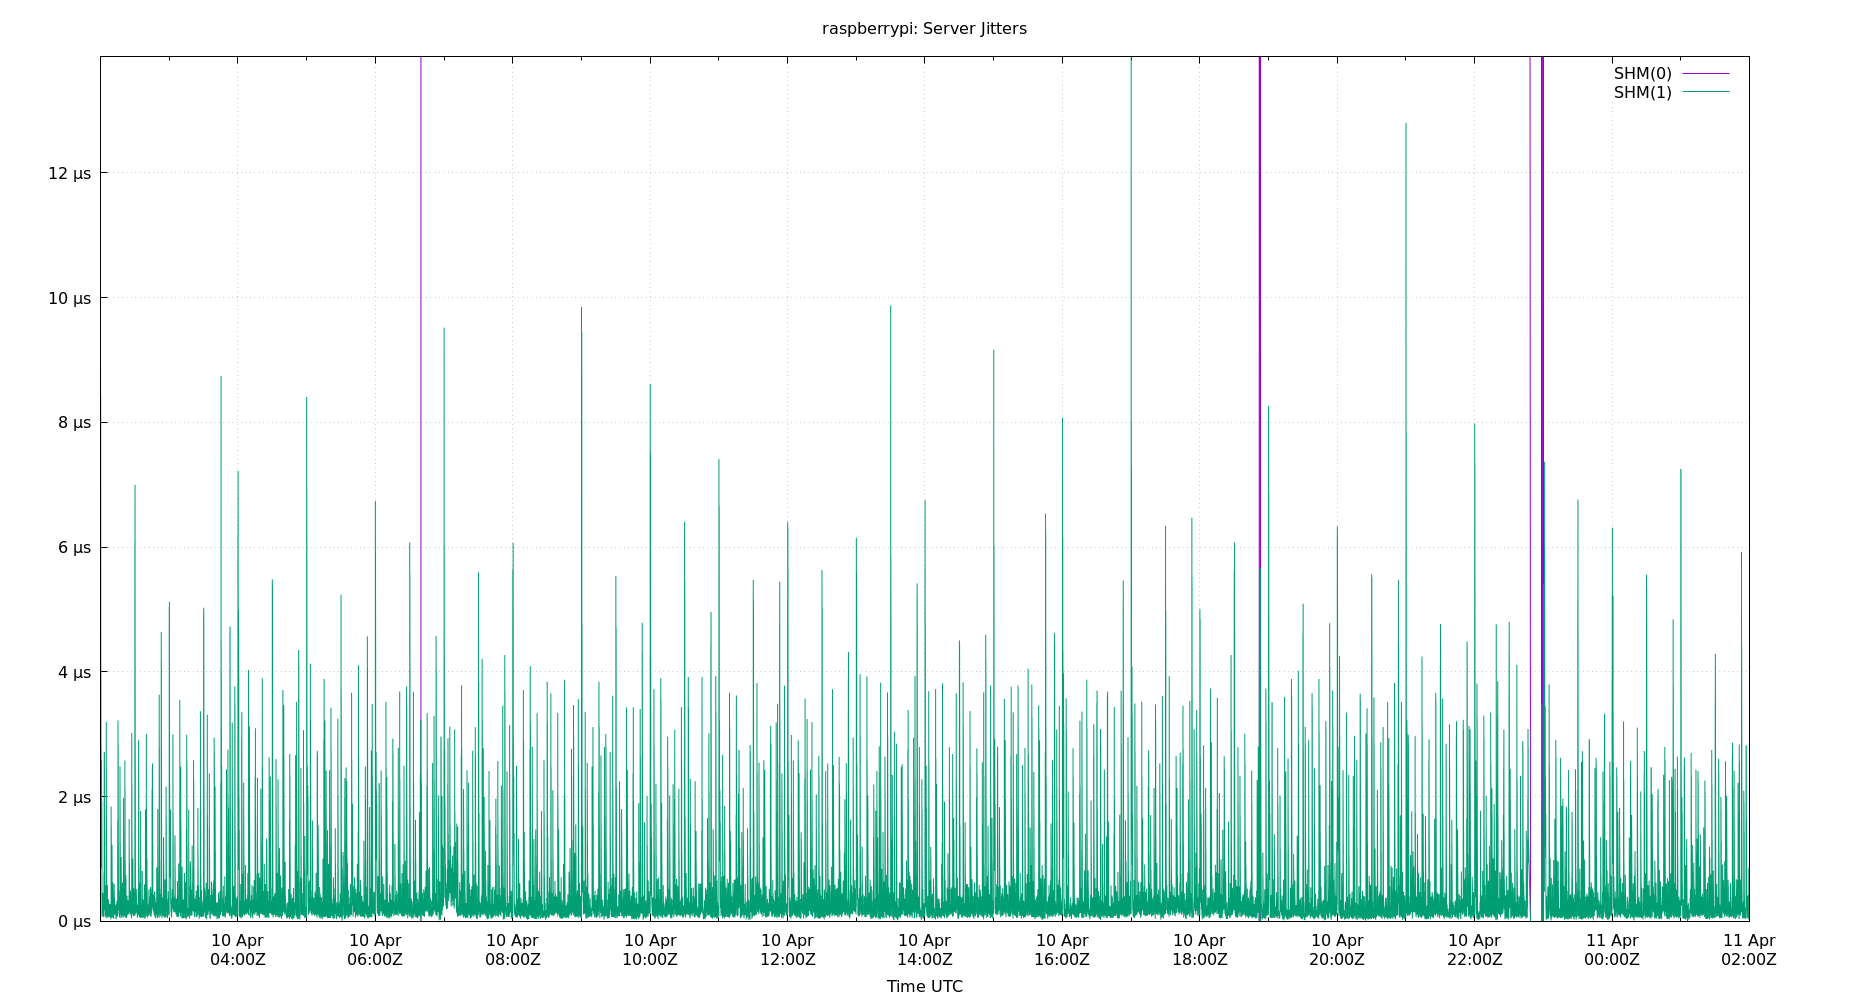 raspberrypi: Server Jitters
SHM(0)
SHM(1)
12 µs
10 µs
8 µs
6 µs
4 µs
2 µs
0 µs
10 Apr 10 Apr 10 Apr 10 Apr 10 Apr 10 Apr 10 Apr 10 Apr 10 Apr 10 Apr 11 Apr 11 Apr
04:00Z 06:00Z 08:00Z 10:00Z 12:00Z 14:00Z 16:00Z 18:00Z 20:00Z 22:00Z 00:00Z 02:00Z
Time UTC